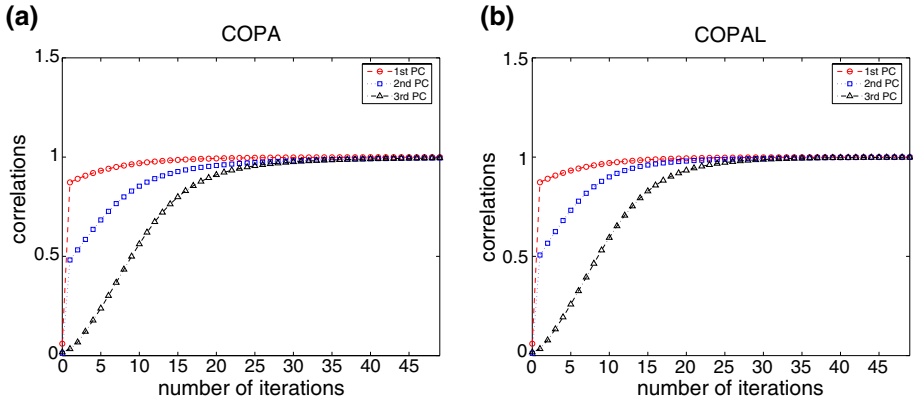 (a)
COPA
1.5
1
0.5
0
correlations
1st PC
2nd PC
3rd PC
0 5 10 15 20 25 30 35 40 45
number of iterations
(b)
COPAL
1.5
1
0.5
0
correlations
1st PC
2nd PC
3rd PC
0 5 10 15 20 25 30 35 40 45
number of iterations